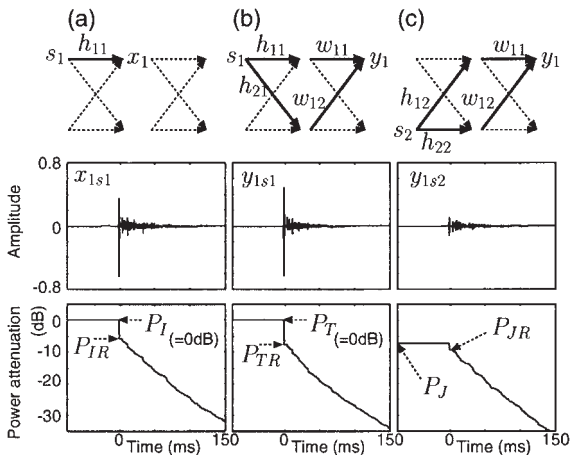 (a) (b) (c)
s1 h11 x1 s1 h11 w11 y1 w11 y1
h21 w12 h12 w12
s2 h22
Amplitude
0.8
0
-0.8
x1s1 y1s1 y1s2
Power attenuation
(dB)
0
-10
-20
-30
PI (=0dB)
PIR
PT (=0dB)
PTR
PJR
PJ
0 Time (ms) 150 0 Time (ms) 150 0 Time (ms) 150